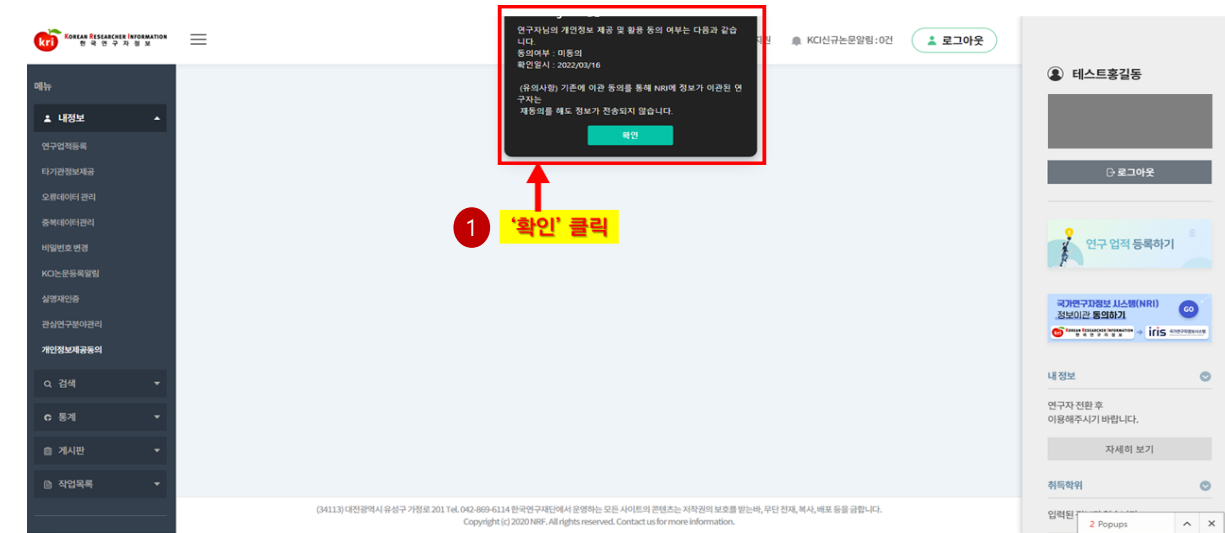 kri KOREAN RESEARCHER INFORMATION
한국연구자정보
KCI신규논문알림:0건
로그아웃
연구자님의 개인정보 제공 및 활용 동의 여부는 다음과 같습
니다.
동의여부 : 미동의
확인일시 : 2022/03/16
(유의사항) 기존에 이관 동의를 통해 NRI에 정보가 이관된 연
구자는
재동의를 해도 정보가 전송되지 않습니다.
확인
1 ‘확인’ 클릭
메뉴
내정보
연구업적등록
타기관정보제공
오류데이터 관리
중복데이터관리
비밀번호 변경
KCI논문등록알림
실명재인증
관심연구분야관리
개인정보제공동의
검색
통계
게시판
작업목록
테스트홍길동
로그아웃
연구 업적 등록하기
국가연구자정보 시스템(NRI)
정보이관 동의하기
GO
kri KOREAN RESEARCHER INFORMATION
한국연구자정보
iris
내정보
연구자 전환 후
이용해주시기 바랍니다.
자세히 보기
취득학위
입력된
2 Popups
(34113) 대전광역시 유성구 가정로 201 Tel. 042-869-6114 한국연구재단에서 운영하는 모든 사이트의 콘텐츠는 저작권의 보호를 받는바, 무단 전재, 복사, 배포 등을 금합니다.
Copyright (c) 2020 NRF. All rights reserved. Contact us for more information.